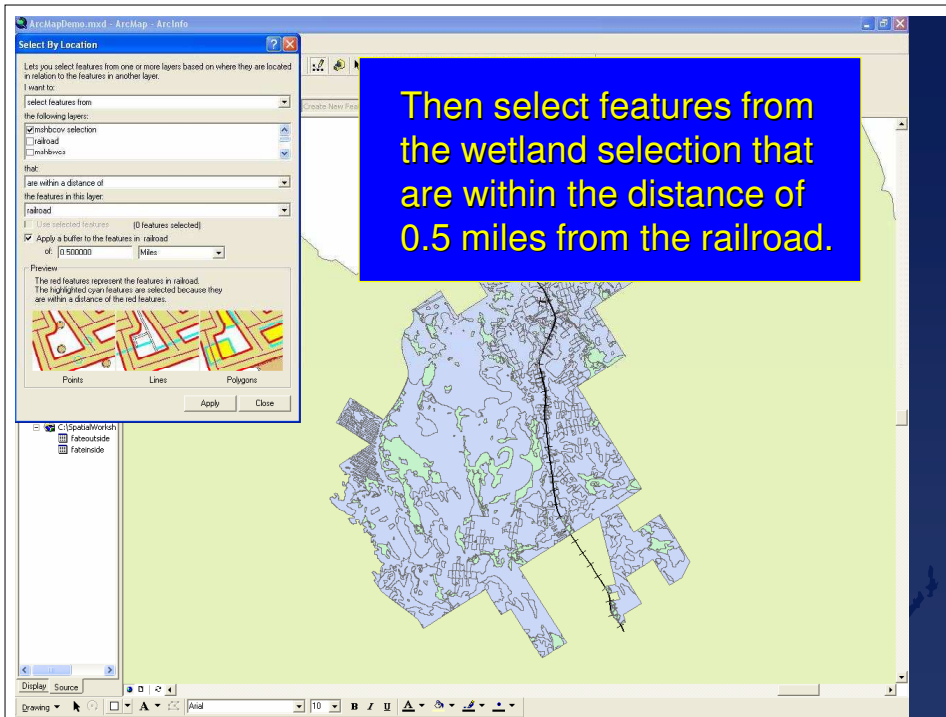 ArcMapDemo.mxd - ArcMap - ArcInfo
Select By Location
Lets you select features from one or more layers based on where they are located
in relation to the features in another layer.
I want to:
select features from
the following layers:
mshbcov selection
railroad
that:
are within a distance of
the features in this layer:
railroad
Use selected features (0 features selected)
Apply a buffer to the features in railroad
of: 0.500000 Miles
Preview
The red features represent the features in railroad.
The highlighted cyan features are selected because they
are within a distance of the red features.
Points Lines Polygons
Apply Close
Create New Fea
Then select features from
the wetland selection that
are within the distance of
0.5 miles from the railroad.
C:\SpatialWorksh
fateoutside
fateinside
Display Source
Drawing A Arial 10 B I U A